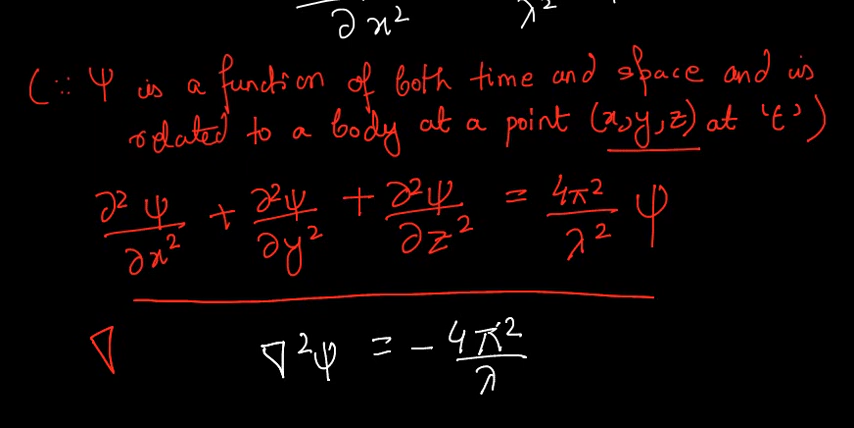 ∂x² λ²
(∵ Ψ is a function of both time and space and is
related to a body at a point (x,y,z) at 't')
∂²Ψ/∂x² + ∂²Ψ/∂y² + ∂²Ψ/∂z² = 4π²/λ² Ψ
∇ ∇²Ψ = - 4π²/λ